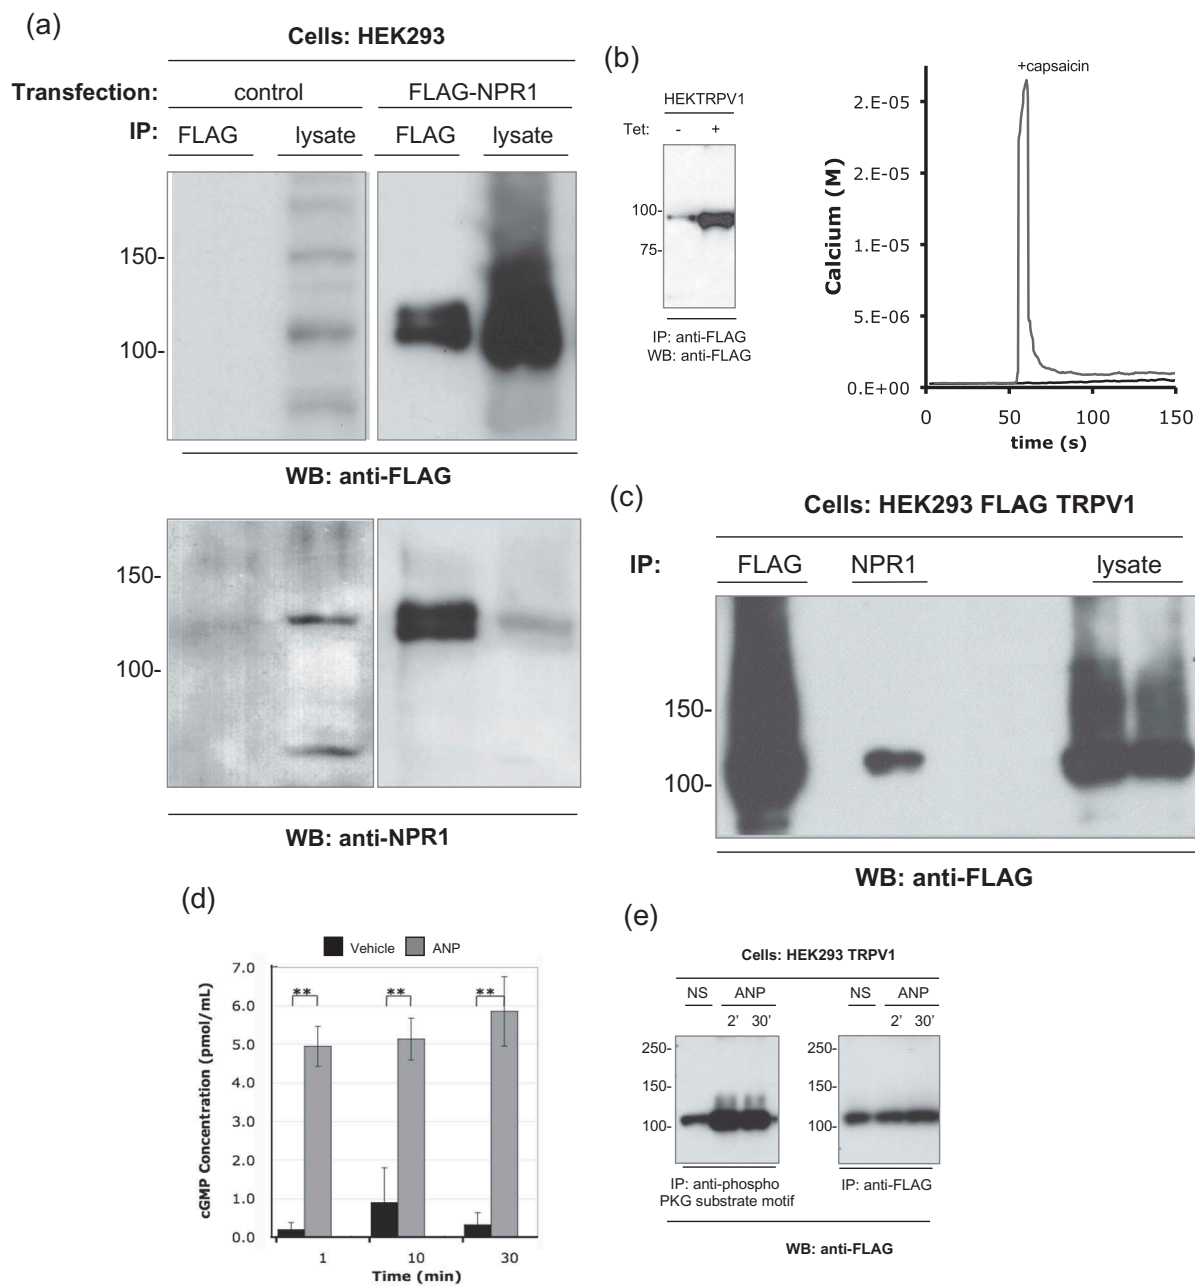 (a)
Cells: HEK293
Transfection: control FLAG-NPR1
IP: FLAG lysate FLAG lysate
150-
100-
WB: anti-FLAG
150-
100-
WB: anti-NPR1
(b)
HEKTRPV1
Tet: - +
100-
75-
IP: anti-FLAG
WB: anti-FLAG
+capsaicin
Calcium (M)
2.E-05
2.E-05
1.E-05
5.E-06
0.E+00
0 50 100 150
time (s)
(c)
Cells: HEK293 FLAG TRPV1
IP: FLAG NPR1 lysate
150-
100-
WB: anti-FLAG
(d)
Vehicle ANP
cGMP Concentration (pmol/mL)
7.0
6.0
5.0
4.0
3.0
2.0
1.0
0.0
** ** **
1 10 30
Time (min)
(e)
Cells: HEK293 TRPV1
NS ANP NS ANP
2' 30' 2' 30'
250- 250-
150- 150-
100- 100-
IP: anti-phospho
PKG substrate motif
IP: anti-FLAG
WB: anti-FLAG